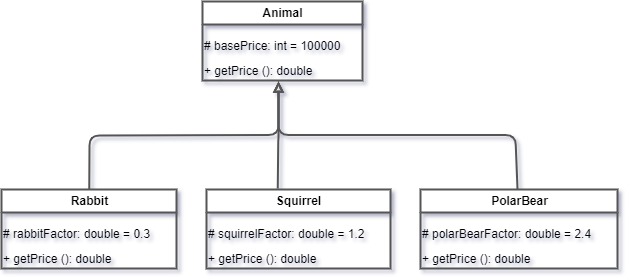 Animal
# basePrice: int = 100000
+ getPrice (): double
Rabbit
# rabbitFactor: double = 0.3
+ getPrice (): double
Squirrel
# squirrelFactor: double = 1.2
+ getPrice (): double
PolarBear
# polarBearFactor: double = 2.4
+ getPrice (): double